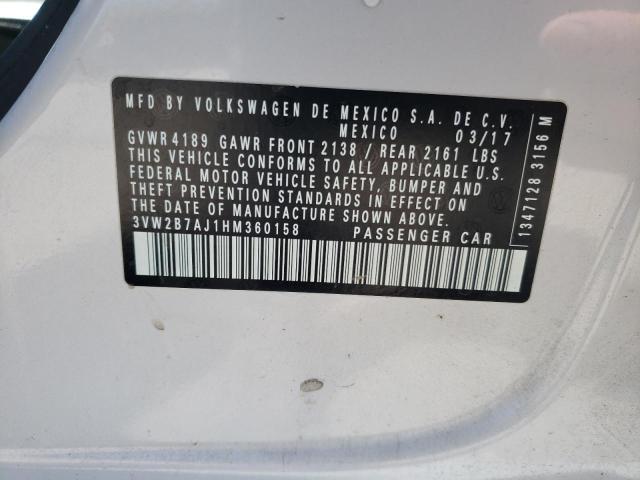 MFD BY VOLKSWAGEN DE MEXICO S.A. DE C.V.
MEXICO 03/17
GVWR 4189 GAWR FRONT 2138 / REAR 2161 LBS
THIS VEHICLE CONFORMS TO ALL APPLICABLE U.S.
FEDERAL MOTOR VEHICLE SAFETY, BUMPER AND
THEFT PREVENTION STANDARDS IN EFFECT ON
THE DATE OF MANUFACTURE SHOWN ABOVE.
3VW2B7AJ1HM360158 PASSENGER CAR
1347128 3156 M